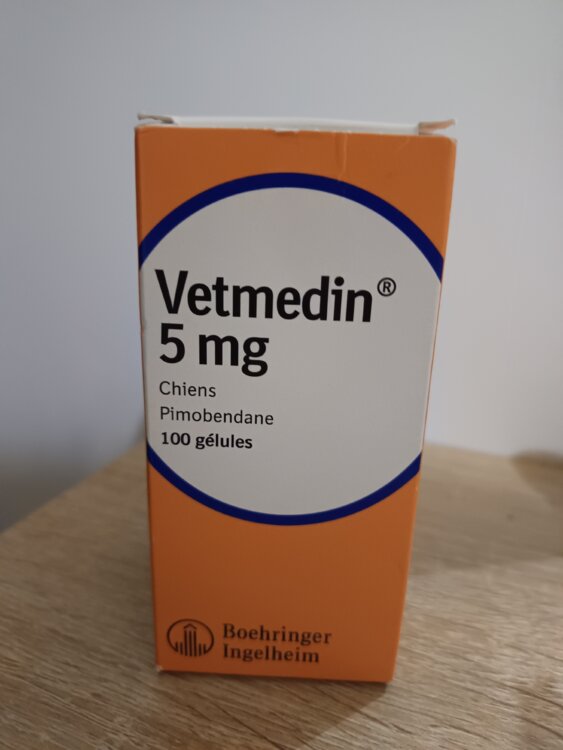 Vetmedin®
5 mg
Chiens
Pimobendane
100 gélules
Boehringer
Ingelheim